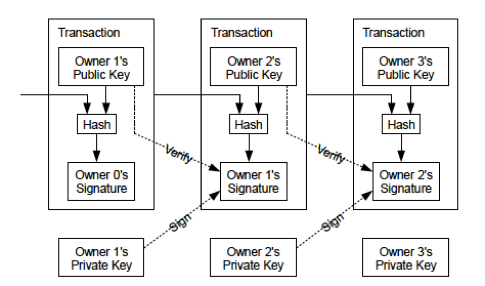 Transaction
Owner 1's
Public Key
Hash
Owner 0's
Signature
Transaction
Owner 2's
Public Key
Hash
Owner 1's
Signature
Transaction
Owner 3's
Public Key
Hash
Owner 2's
Signature
Verify
Verify
Sign
Sign
Owner 1's
Private Key
Owner 2's
Private Key
Owner 3's
Private Key